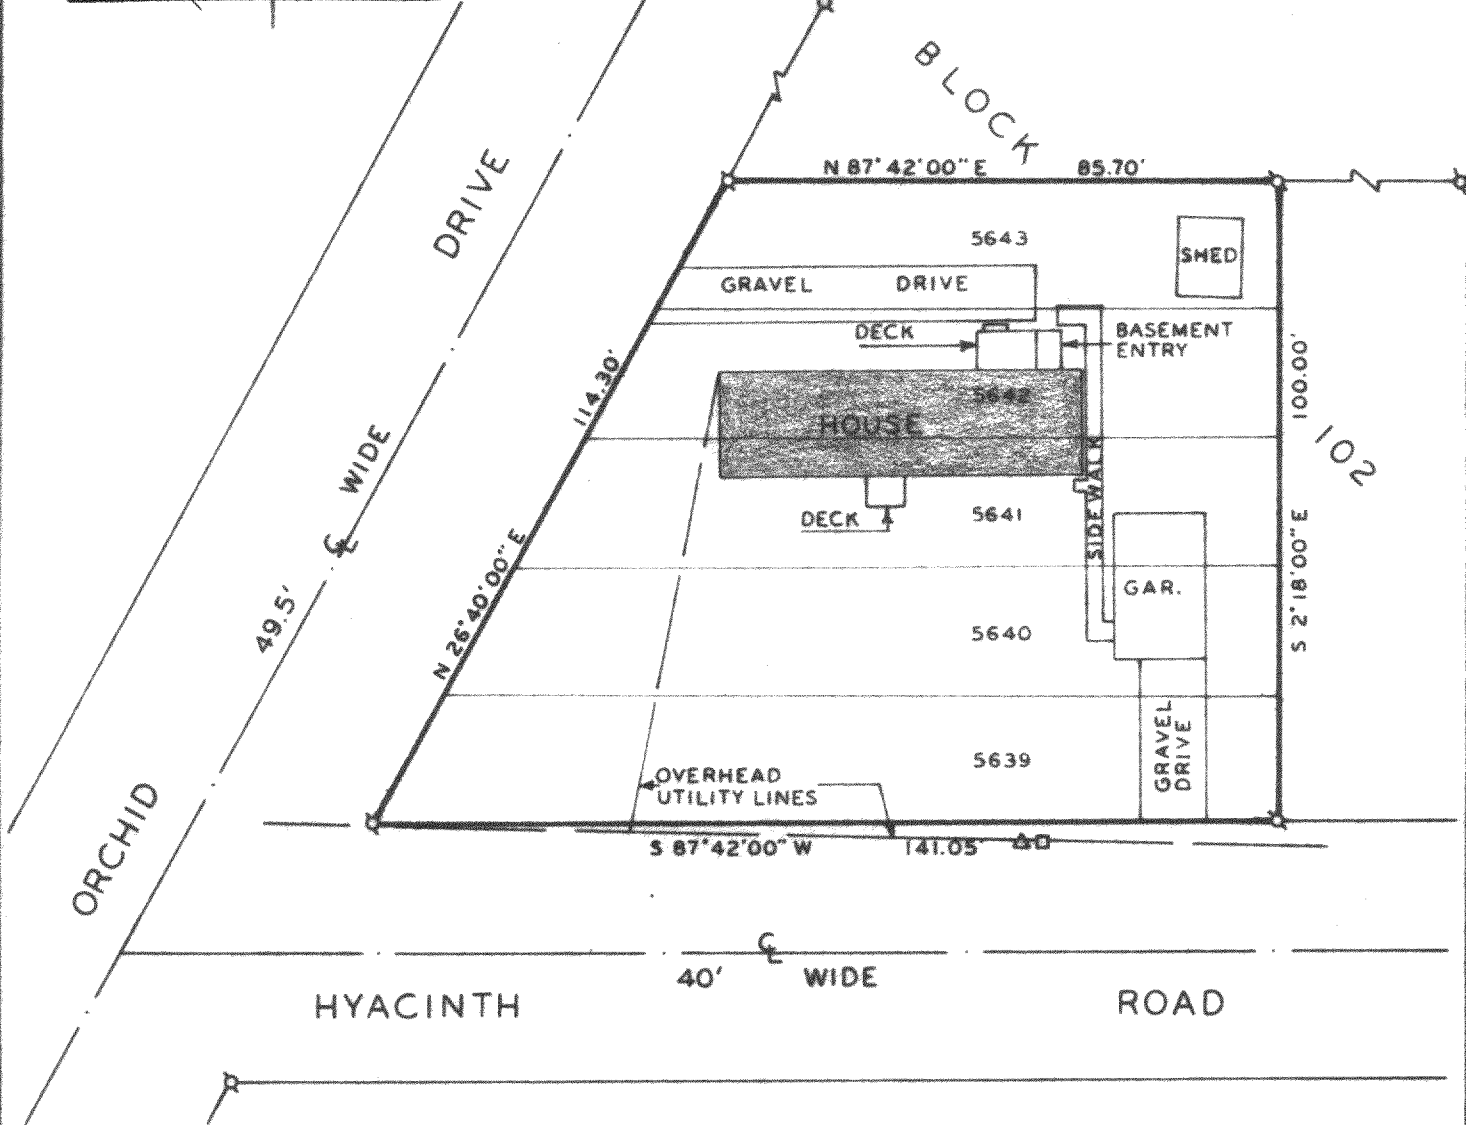 BLOCK
N 87°42'00" E 85.70'
DRIVE
5643
SHED
GRAVEL DRIVE
DECK
BASEMENT
ENTRY
114.30'
100.00'
5642
HOUSE
102
WIDE
SIDEWALK
DECK
5641
℄
N 26°40'00" E
S 2°18'00" E
49.5'
GAR.
5640
GRAVEL
DRIVE
5639
OVERHEAD
UTILITY LINES
ORCHID
S 87°42'00" W 141.05'
℄
40' WIDE
HYACINTH ROAD